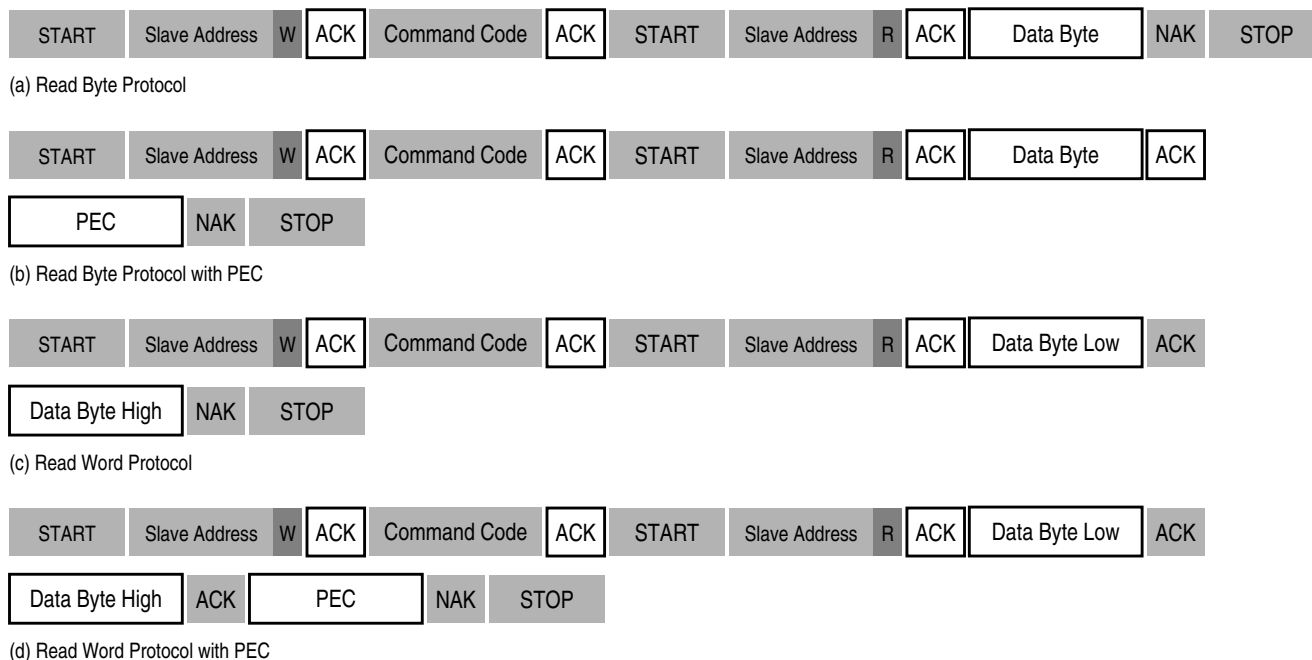 START Slave Address W ACK Command Code ACK START Slave Address R ACK Data Byte NAK STOP
(a) Read Byte Protocol
START Slave Address W ACK Command Code ACK START Slave Address R ACK Data Byte ACK
PEC NAK STOP
(b) Read Byte Protocol with PEC
START Slave Address W ACK Command Code ACK START Slave Address R ACK Data Byte Low ACK
Data Byte High NAK STOP
(c) Read Word Protocol
START Slave Address W ACK Command Code ACK START Slave Address R ACK Data Byte Low ACK
Data Byte High ACK PEC NAK STOP
(d) Read Word Protocol with PEC